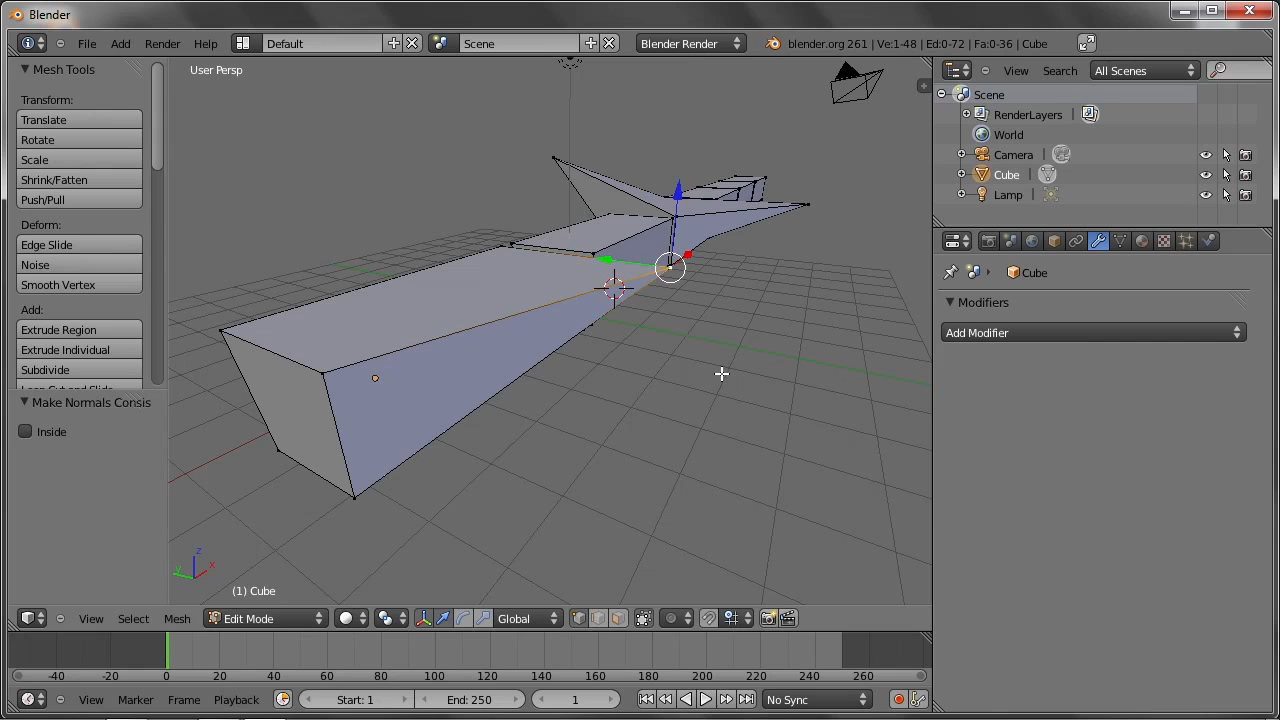 Blender
File Add Render Help Default Scene Blender Render blender.org 261 | Ve:1-48 | Ed:0-72 | Fa:0-36 | Cube
Mesh Tools
Transform:
Translate
Rotate
Scale
Shrink/Fatten
Push/Pull
Deform:
Edge Slide
Noise
Smooth Vertex
Add:
Extrude Region
Extrude Individual
Subdivide
Loop Cut and Slide
Make Normals Consis
Inside
User Persp
z
y
x
(1) Cube
View Select Mesh Edit Mode Global
View Search All Scenes
Scene
RenderLayers |
World
Camera |
Cube |
Lamp |
Cube
Modifiers
Add Modifier
-40 -20 0 20 40 60 80 100 120 140 160 180 200 220 240 260
View Marker Frame Playback Start: 1 End: 250 1 No Sync